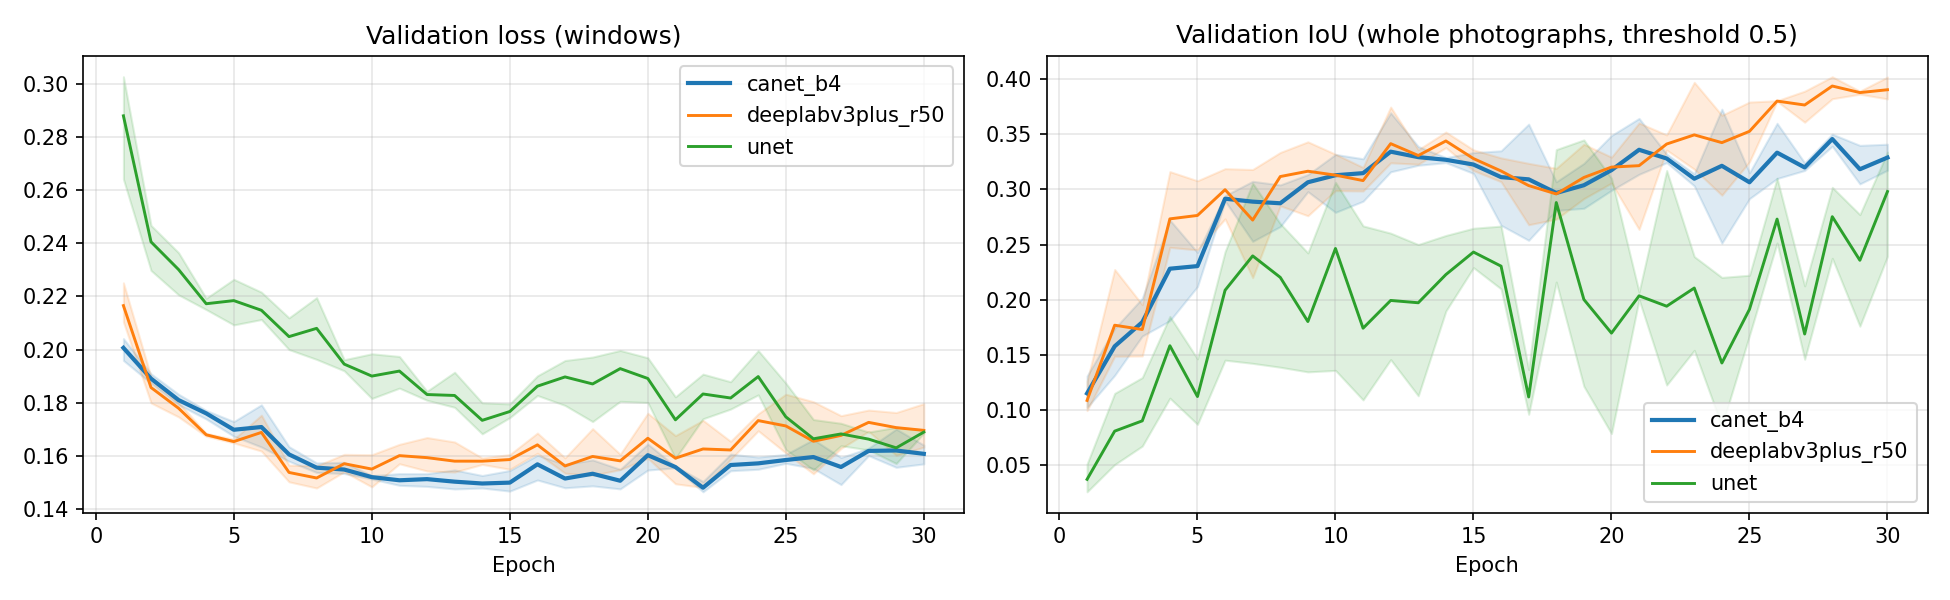 Validation loss (windows)
0.30
0.28
0.26
0.24
0.22
0.20
0.18
0.16
0.14
0 5 10 15 20 25 30
Epoch
canet_b4
deeplabv3plus_r50
unet
Validation IoU (whole photographs, threshold 0.5)
0.40
0.35
0.30
0.25
0.20
0.15
0.10
0.05
0 5 10 15 20 25 30
Epoch
canet_b4
deeplabv3plus_r50
unet